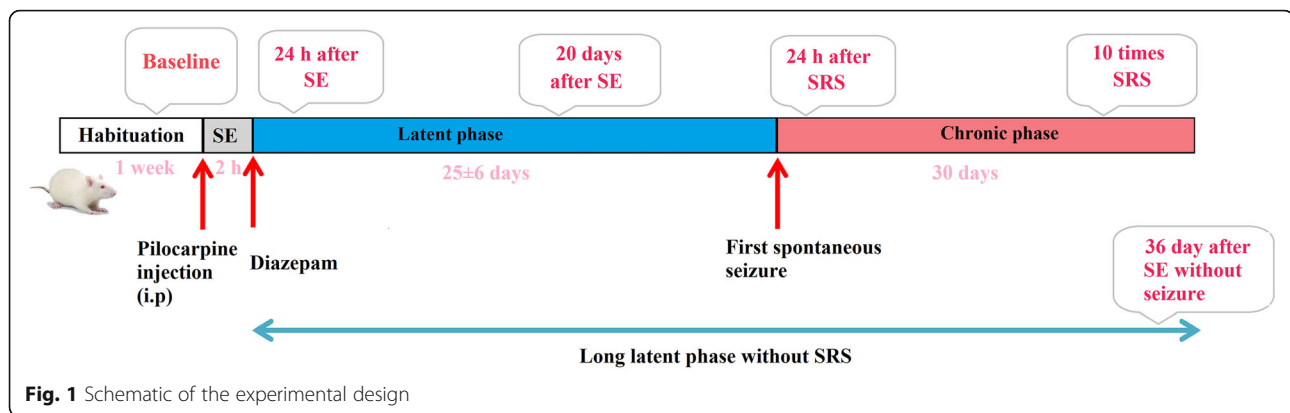 Baseline
24 h after
SE
20 days
after SE
24 h after
SRS
10 times
SRS
Habituation
SE
Latent phase
Chronic phase
1 week
2 h
25±6 days
30 days
Pilocarpine
injection
(i.p)
Diazepam
First spontaneous
seizure
36 day after
SE without
seizure
Long latent phase without SRS
Fig. 1 Schematic of the experimental design